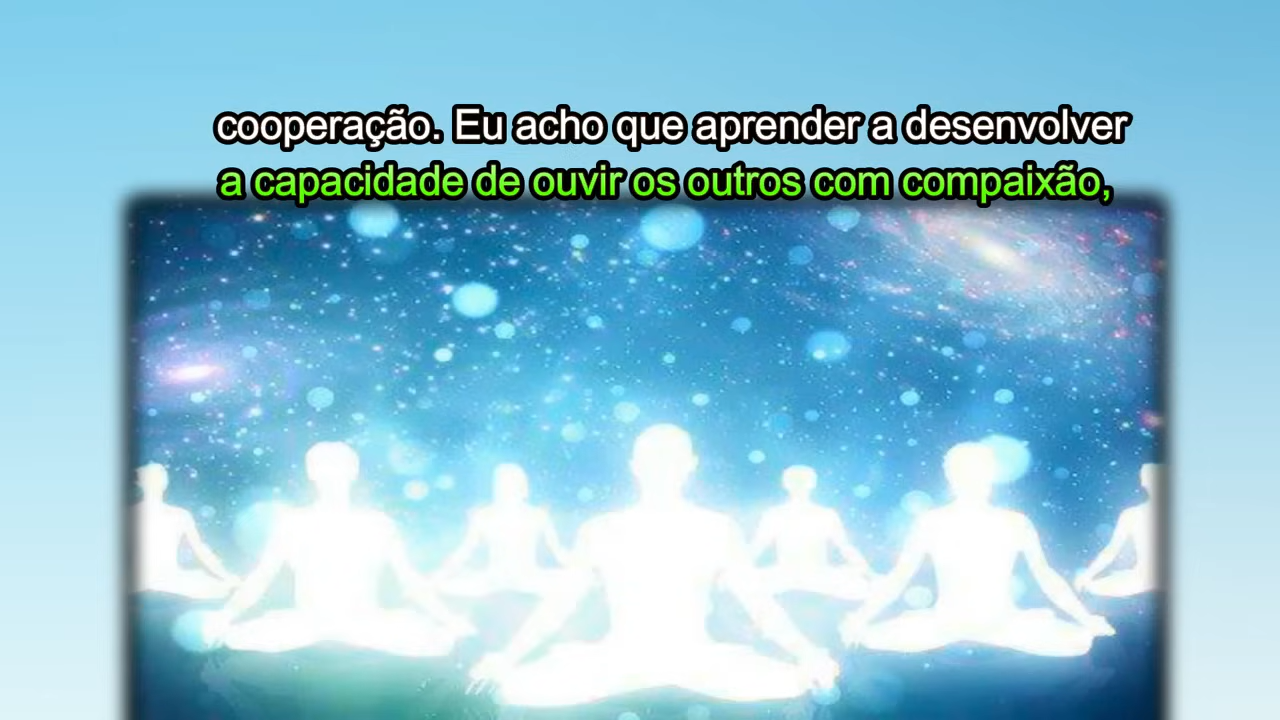 cooperação. Eu acho que aprender a desenvolver
a capacidade de ouvir os outros com compaixão,